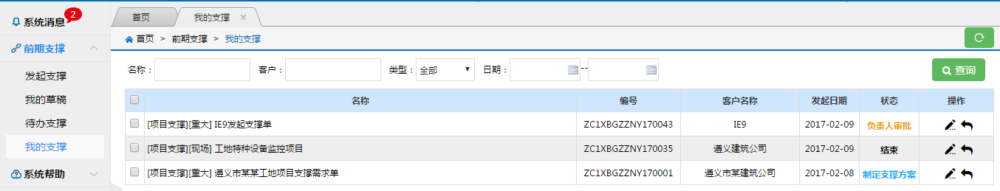 系统消息 2
前期支撑
发起支撑
我的草稿
待办支撑
我的支撑
系统帮助
首页 我的支撑 ×
首页 > 前期支撑 > 我的支撑
名称： 客户： 类型： 全部 日期： -- 查询
名称 编号 客户名称 发起日期 状态 操作
[项目支撑][重大] IE9发起支撑单 ZC1XBGZZNY170043 IE9 2017-02-09 负责人审批
[项目支撑][现场] 工地特种设备监控项目 ZC1XBGZZNY170035 遵义建筑公司 2017-02-09 结束
[项目支撑][重大] 遵义市某某工地项目支撑需求单 ZC1XBGZZNY170001 遵义市某建筑公司 2017-02-08 制定支撑方案